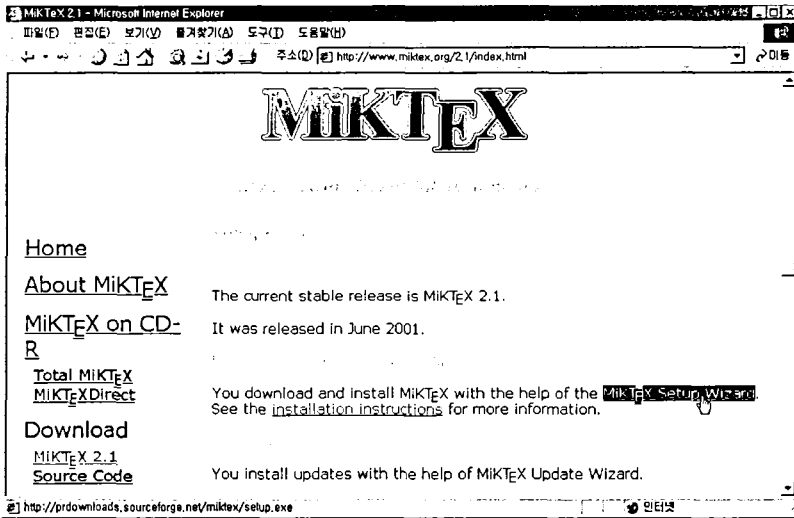 MiKTeX 2.1 - Microsoft Internet Explorer
파일(F) 편집(E) 보기(V) 즐겨찾기(A) 도구(T) 도움말(H)
주소(D) http://www.miktex.org/2.1/index.html 이동
MiKTEX
Home
About MiKTEX
MiKTEX on CD-
R
Total MiKTEX
MiKTEXDirect
Download
MiKTEX 2.1
Source Code
The current stable release is MiKTEX 2.1.
It was released in June 2001.
You download and install MiKTEX with the help of the MiKTEX Setup Wizard.
See the installation instructions for more information.
You install updates with the help of MiKTEX Update Wizard.
http://prdownloads.sourceforge.net/miktex/setup.exe 인터넷